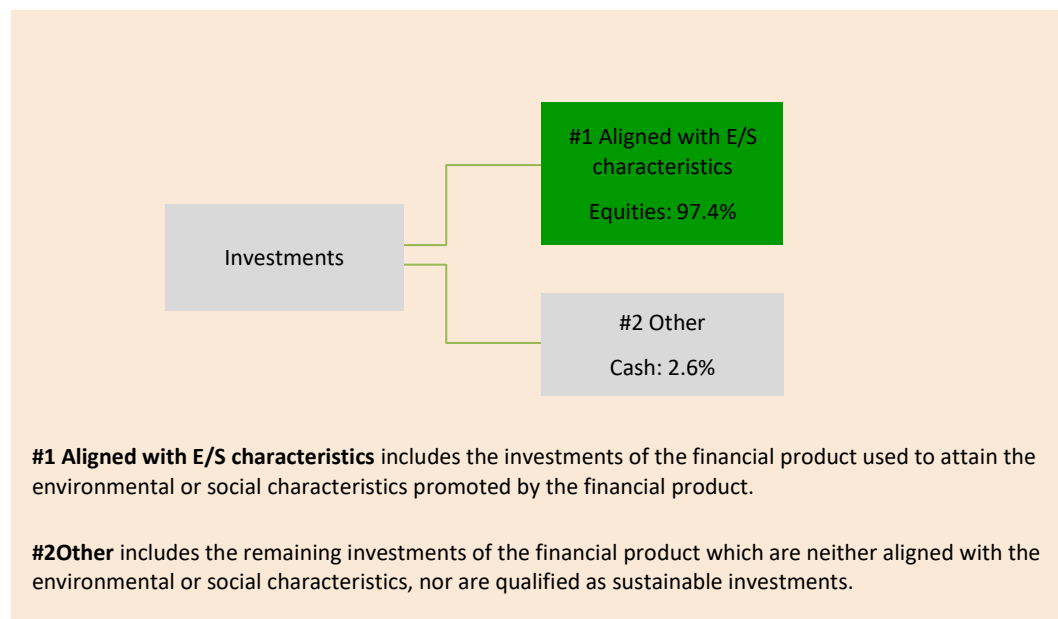 #1 Aligned with E/S
characteristics
Equities: 97.4%
Investments
#2 Other
Cash: 2.6%
#1 Aligned with E/S characteristics includes the investments of the financial product used to attain the
environmental or social characteristics promoted by the financial product.
#2Other includes the remaining investments of the financial product which are neither aligned with the
environmental or social characteristics, nor are qualified as sustainable investments.